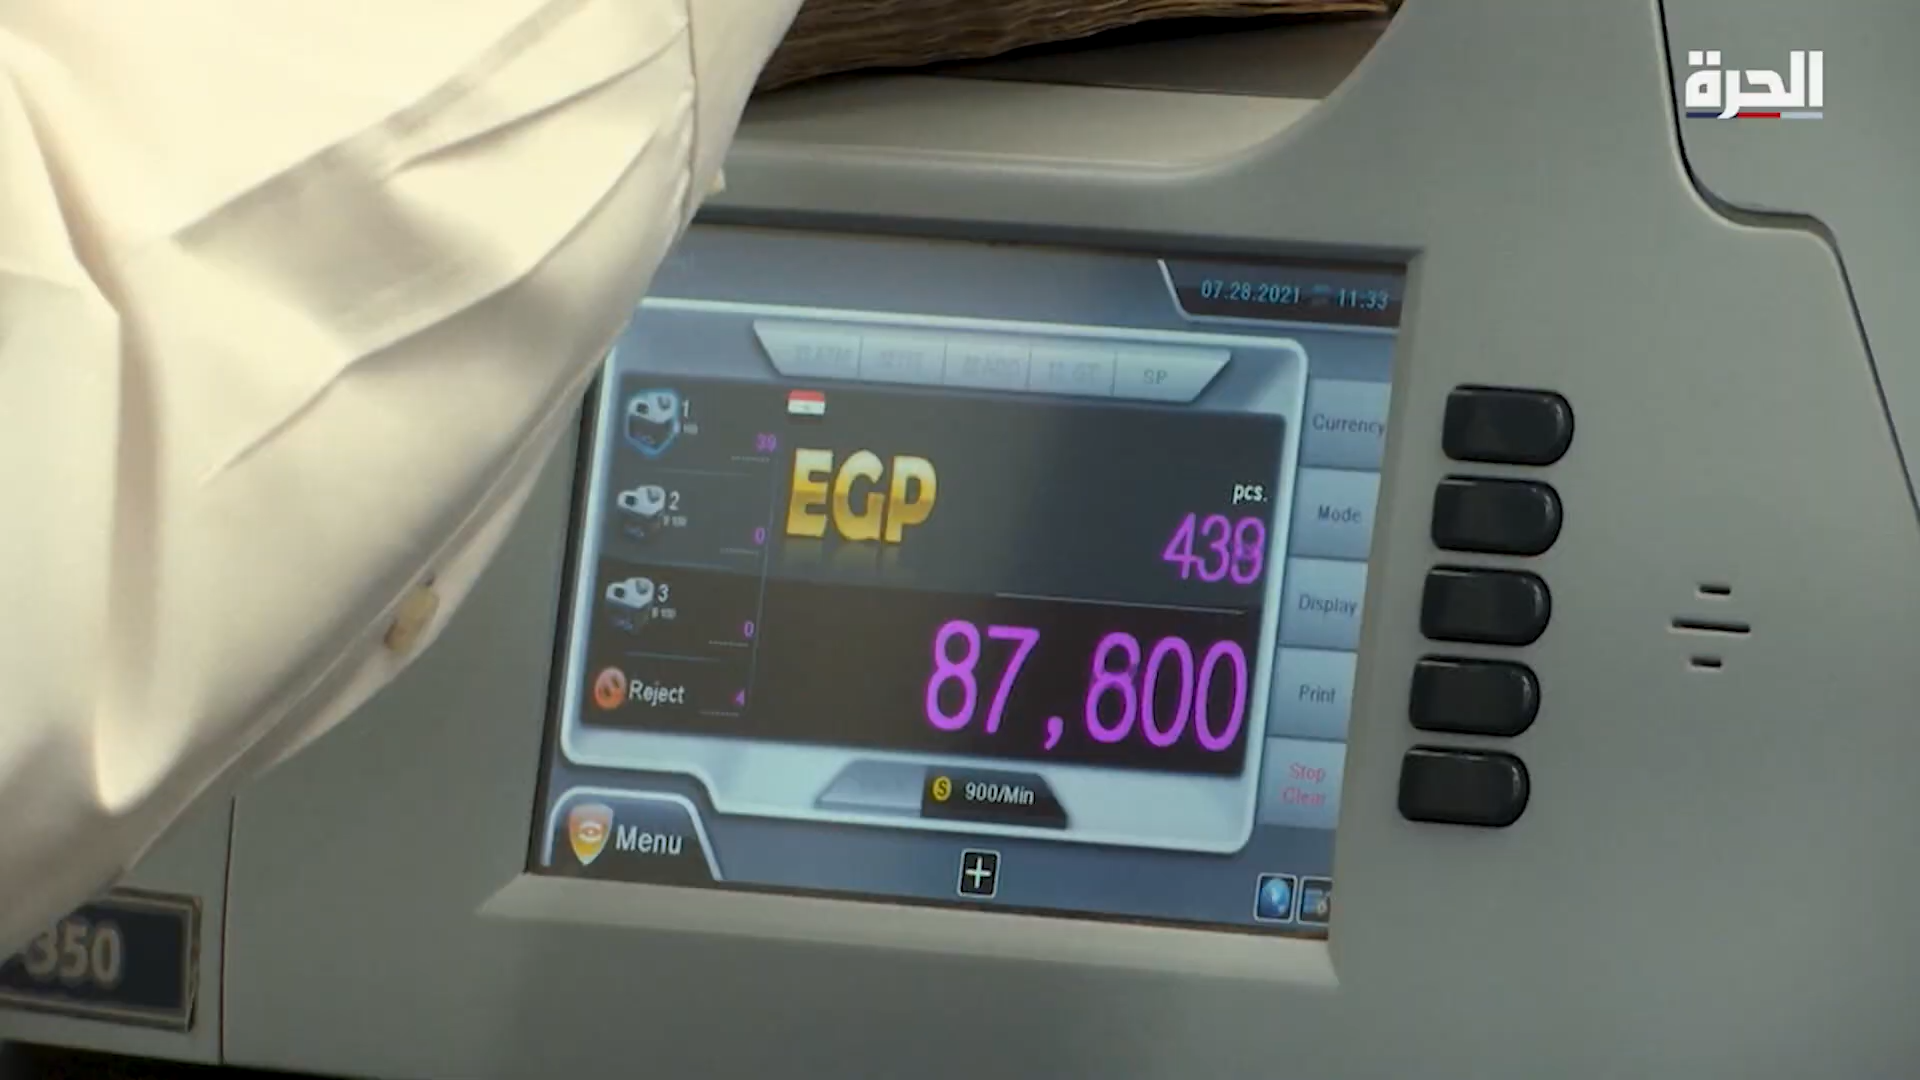 الحرة
07.28.2021 11:33
SP
1
39
2
0
3
0
Reject 4
EGP
pcs.
87,800
Currency
Mode
Display
Print
Stop
Clear
900/Min
Menu
350